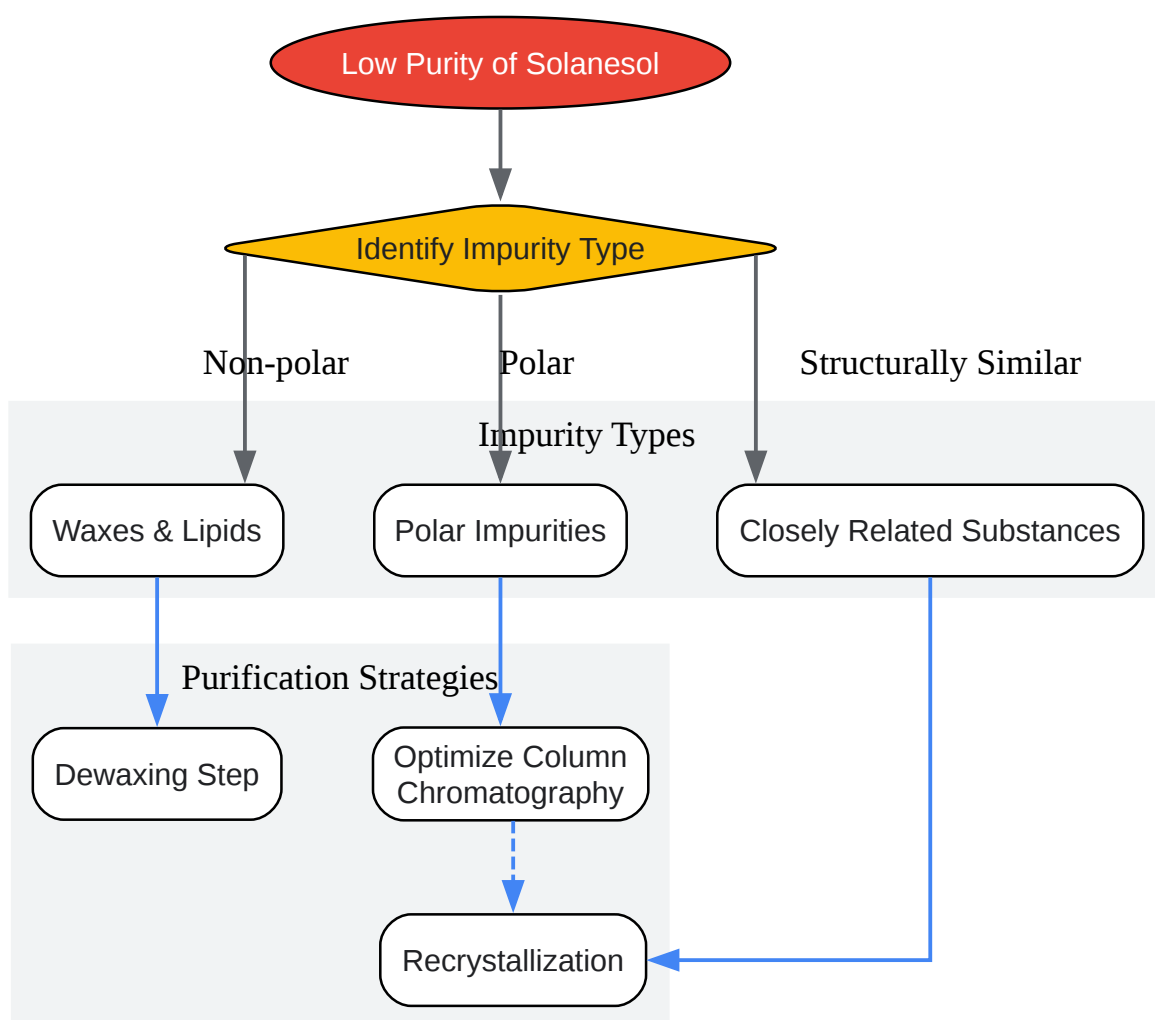 Low Purity of Solanesol
Identify Impurity Type
Non-polar
Polar
Structurally Similar
Impurity Types
Waxes & Lipids
Polar Impurities
Closely Related Substances
Purification Strategies
Dewaxing Step
Optimize Column
Chromatography
Recrystallization